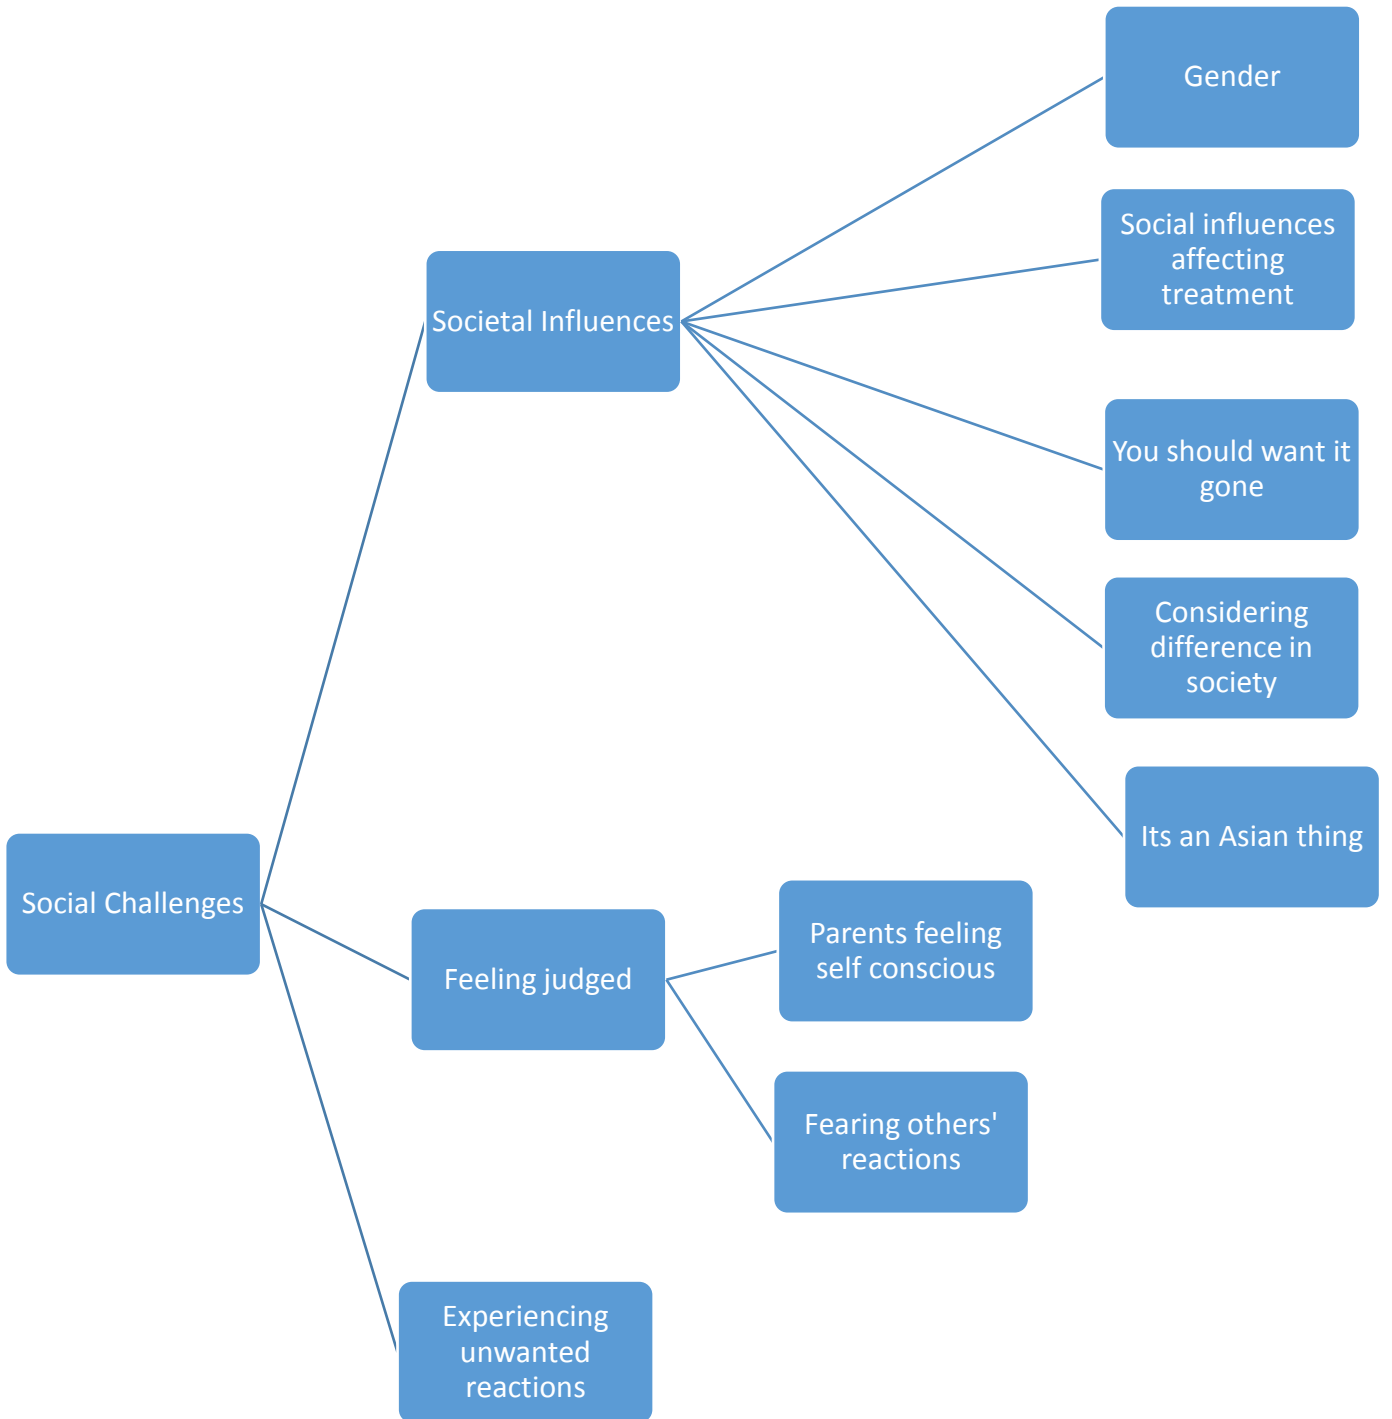 Gender
Social influences
affecting
treatment
Societal Influences
You should want it
gone
Considering
difference in
society
Its an Asian thing
Social Challenges
Parents feeling
self conscious
Feeling judged
Fearing others'
reactions
Experiencing
unwanted
reactions